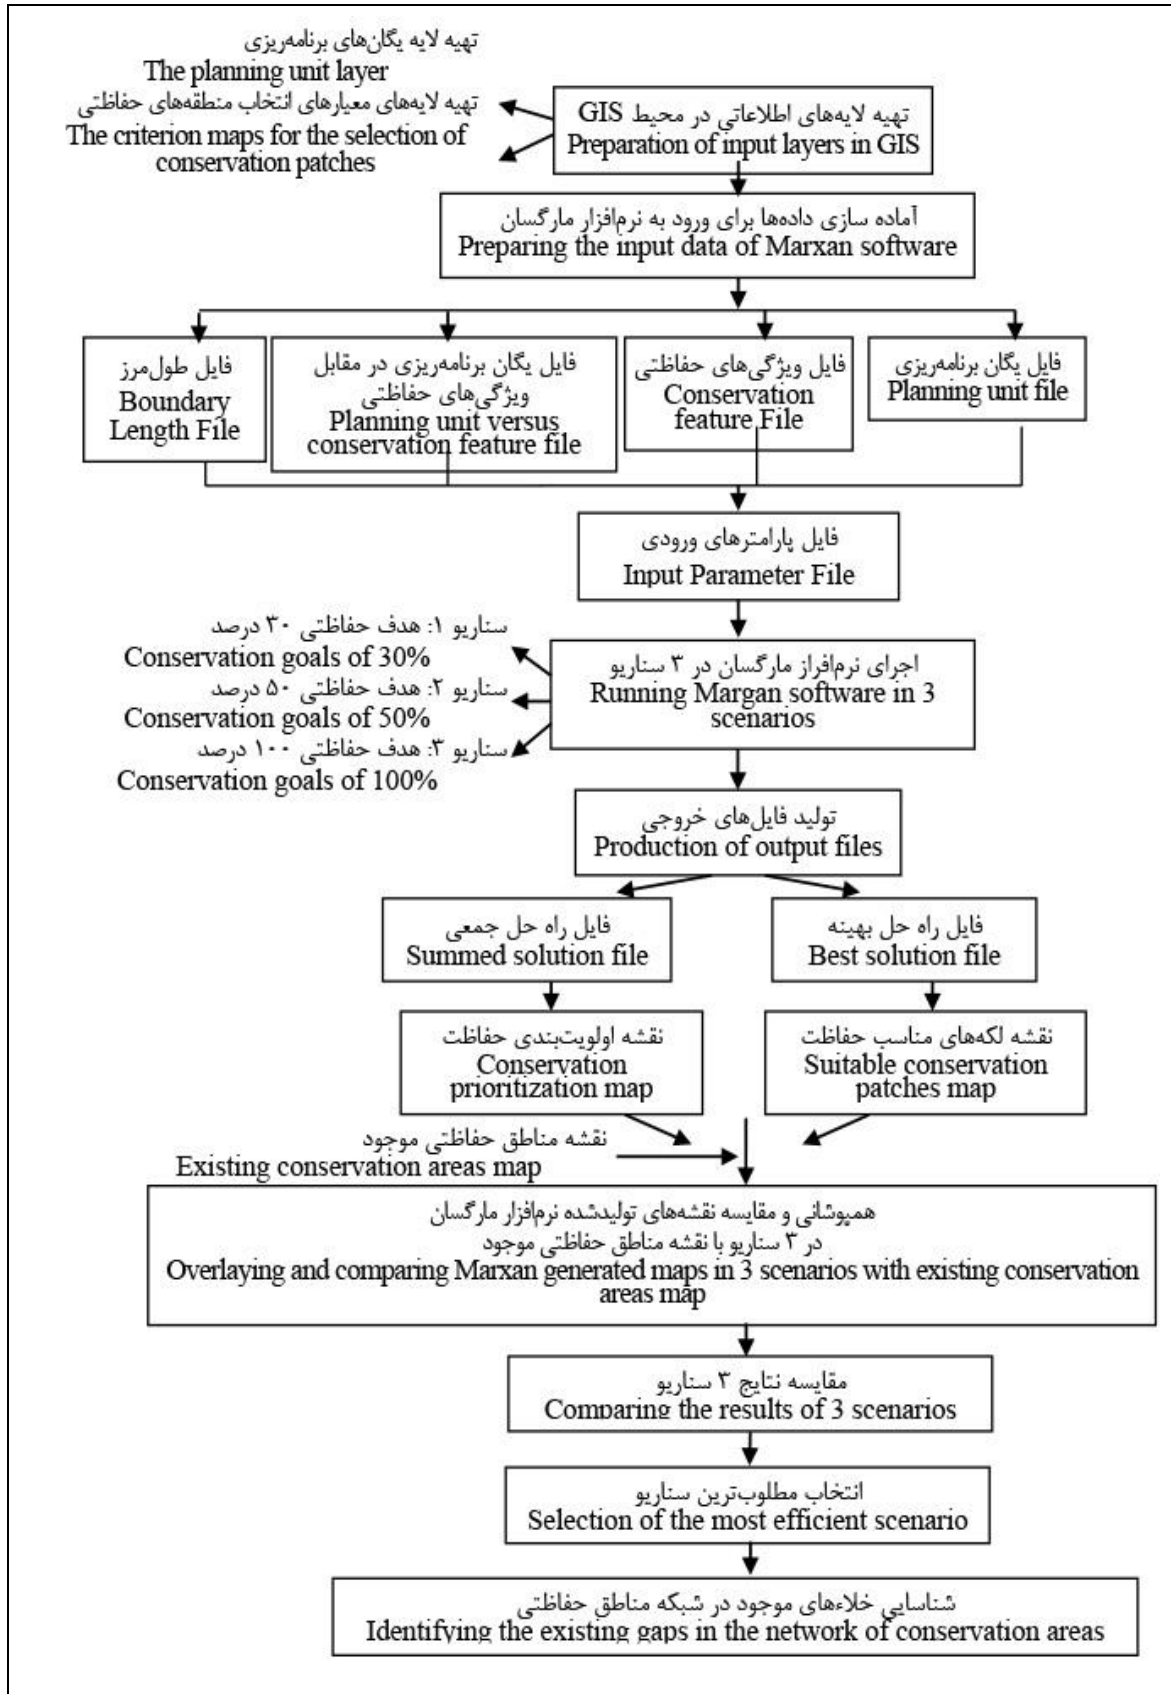 تهیه لایه یگان‌های برنامه‌ریزی
The planning unit layer
تهیه لایه‌های معیارهای انتخاب منطقه‌های حفاظتی
The criterion maps for the selection of
conservation patches
تهیه لایه‌های اطلاعاتی در محیط GIS
Preparation of input layers in GIS
آماده سازی داده‌ها برای ورود به نرم‌افزار مارگسان
Preparing the input data of Marxan software
فایل طول‌مرز
Boundary
Length File
فایل یگان برنامه‌ریزی در مقابل
ویژگی‌های حفاظتی
Planning unit versus
conservation feature file
فایل ویژگی‌های حفاظتی
Conservation
feature File
فایل یگان برنامه‌ریزی
Planning unit file
فایل پارامترهای ورودی
Input Parameter File
سناریو ۱: هدف حفاظتی ۳۰ درصد
Conservation goals of 30%
سناریو ۲: هدف حفاظتی ۵۰ درصد
Conservation goals of 50%
سناریو ۳: هدف حفاظتی ۱۰۰ درصد
Conservation goals of 100%
اجرای نرم‌افراز مارگسان در ۳ سناریو
Running Margan software in 3
scenarios
تولید فایل‌های خروجی
Production of output files
فایل راه حل جمعی
Summed solution file
فایل راه حل بهینه
Best solution file
نقشه اولویت‌بندی حفاظت
Conservation
prioritization map
نقشه لکه‌های مناسب حفاظت
Suitable conservation
patches map
نقشه مناطق حفاظتی موجود
Existing conservation areas map
همپوشانی و مقایسه نقشه‌های تولیدشده نرم‌افزار مارگسان
در ۳ سناریو با نقشه مناطق حفاظتی موجود
Overlaying and comparing Marxan generated maps in 3 scenarios with existing conservation
areas map
مقایسه نتایج ۳ سناریو
Comparing the results of 3 scenarios
انتخاب مطلوب‌ترین سناریو
Selection of the most efficient scenario
شناسایی خلاءهای موجود در شبکه مناطق حفاظتی
Identifying the existing gaps in the network of conservation areas